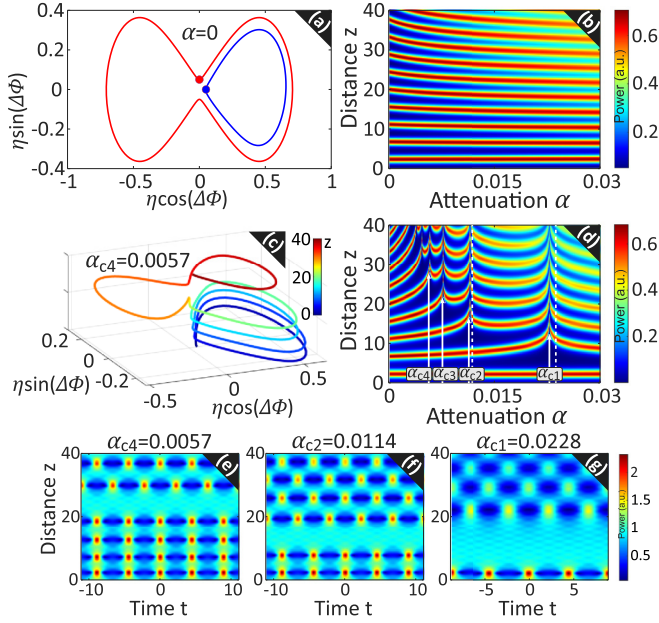 (a)
α=0
0.4
0.2
0
-0.2
-0.4
ηsin(ΔΦ)
-1
-0.5
0
0.5
1
ηcos(ΔΦ)
(b)
40
30
20
10
0
Distance z
0
0.015
0.03
Attenuation α
0.6
0.4
0.2
Power (a.u.)
(c)
αc4=0.0057
40
20
0
z
0.2
0
-0.2
ηsin(ΔΦ)
-0.5
0
0.5
ηcos(ΔΦ)
(d)
40
30
20
10
0
Distance z
αc4
αc3
αc2
αc1
0
0.015
0.03
Attenuation α
0.6
0.4
0.2
Power (a.u.)
αc4=0.0057
(e)
40
20
0
Distance z
-10
0
10
Time t
αc2=0.0114
(f)
40
20
0
-10
0
10
Time t
αc1=0.0228
(g)
40
20
0
-5
0
5
Time t
2
1
Power (a.u.)